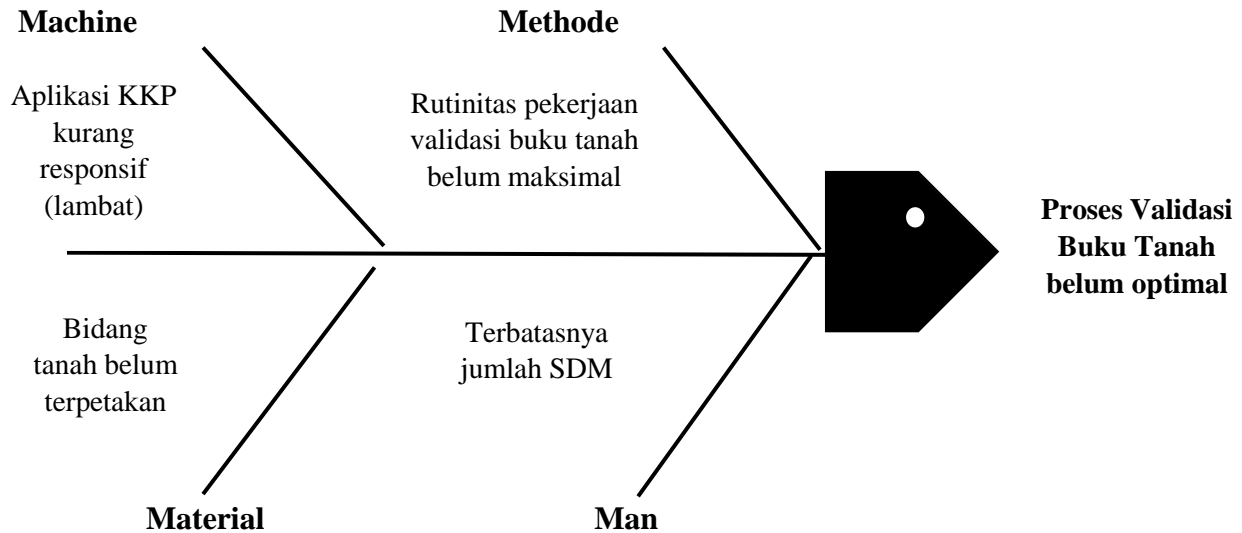 Machine
Methode
Aplikasi KKP
kurang
responsif
(lambat)
Rutinitas pekerjaan
validasi buku tanah
belum maksimal
Proses Validasi
Buku Tanah
belum optimal
Bidang
tanah belum
terpetakan
Terbatasnya
jumlah SDM
Material
Man